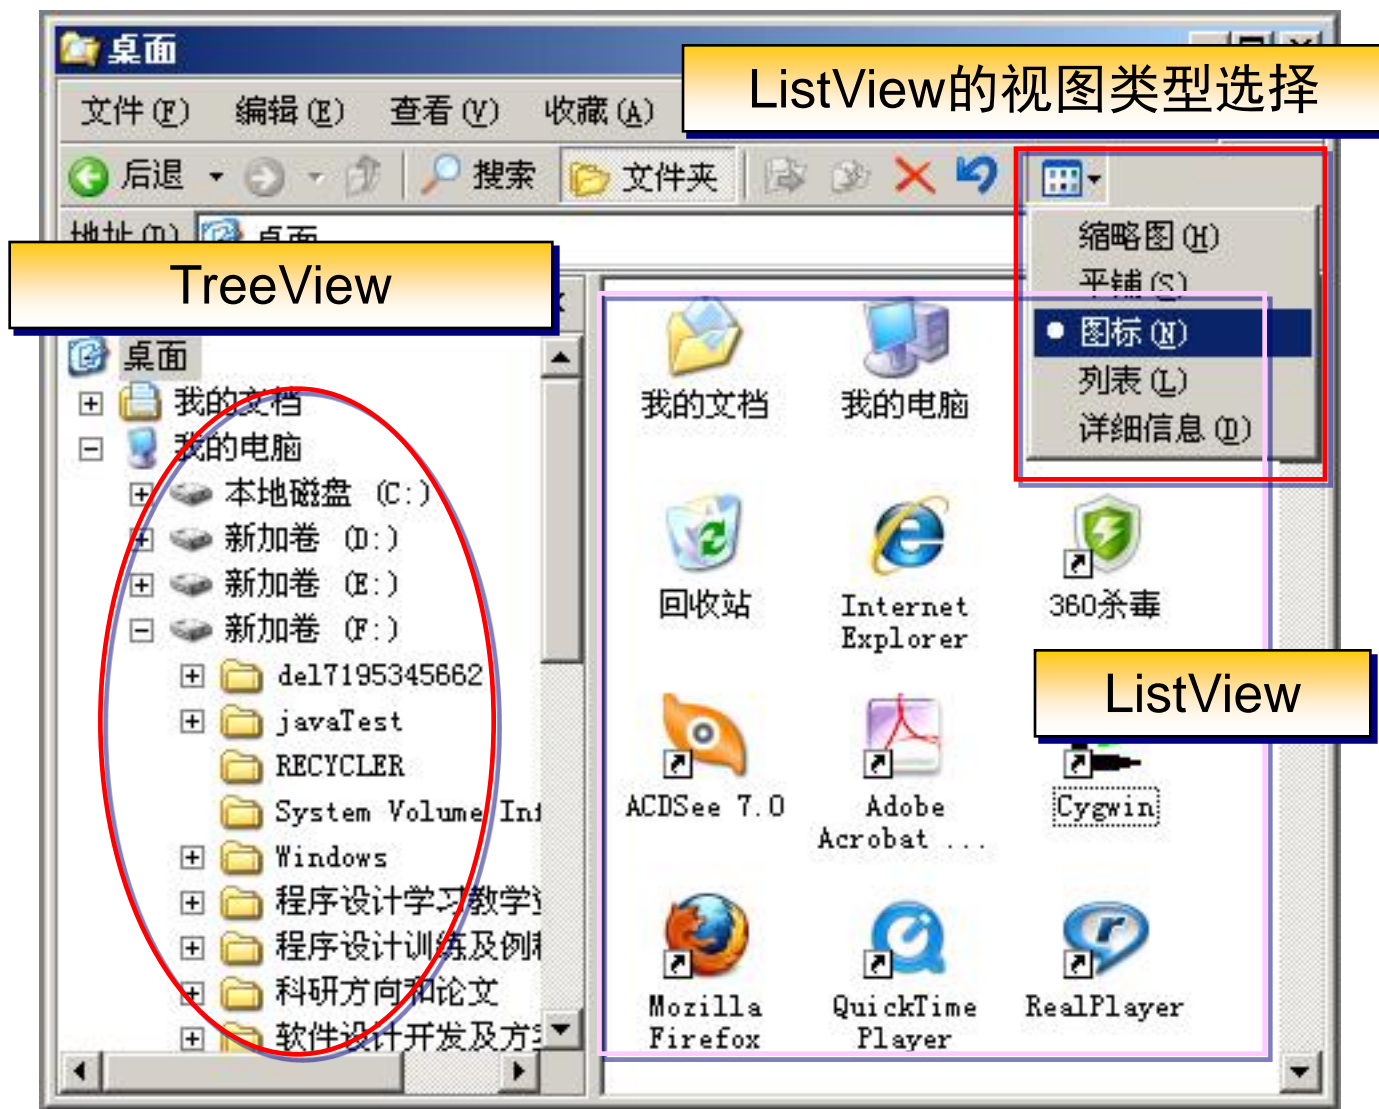 桌面
ListView的视图类型选择
文件(F) 编辑(E) 查看(V) 收藏(A)
后退 搜索 文件夹
地址(D) 桌面
TreeView
缩略图(H)
平铺(S)
图标(N)
列表(L)
详细信息(D)
桌面
我的文档
我的电脑
本地磁盘 (C:)
新加卷 (D:)
新加卷 (E:)
新加卷 (F:)
del7195345662
javaTest
RECYCLER
System Volume Inf
Windows
程序设计学习教学
程序设计训练及例
科研方向和论文
软件设计开发及方
我的文档 我的电脑
回收站 Internet Explorer 360杀毒
ListView
ACDSee 7.0 Adobe Acrobat ... Cygwin
Mozilla Firefox QuickTime Player RealPlayer